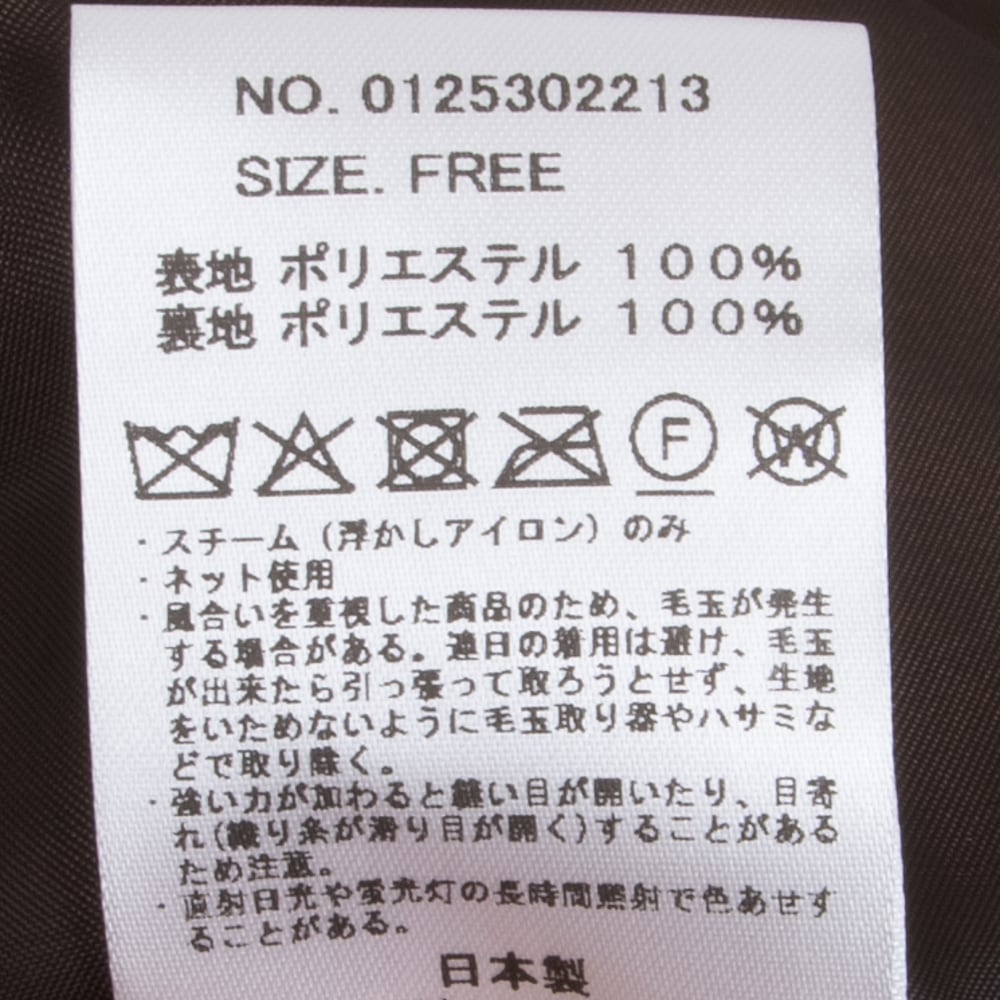 NO. 0125302213
SIZE. FREE
表地 ポリエステル 100%
裏地 ポリエステル 100%
F W
・スチーム（浮かしアイロン）のみ
・ネット使用
・風合いを重視した商品のため、毛玉が発生
する場合がある。連日の着用は避け、毛玉
が出来たら引っ張って取ろうとせず、生地
をいためないように毛玉取り器やハサミな
どで取り除く。
・強い力が加わると縫い目が開いたり、目寄
れ(織り糸が滑り目が開く)することがある
ため注意。
・直射日光や蛍光灯の長時間照射で色あせす
ることがある。
日本製